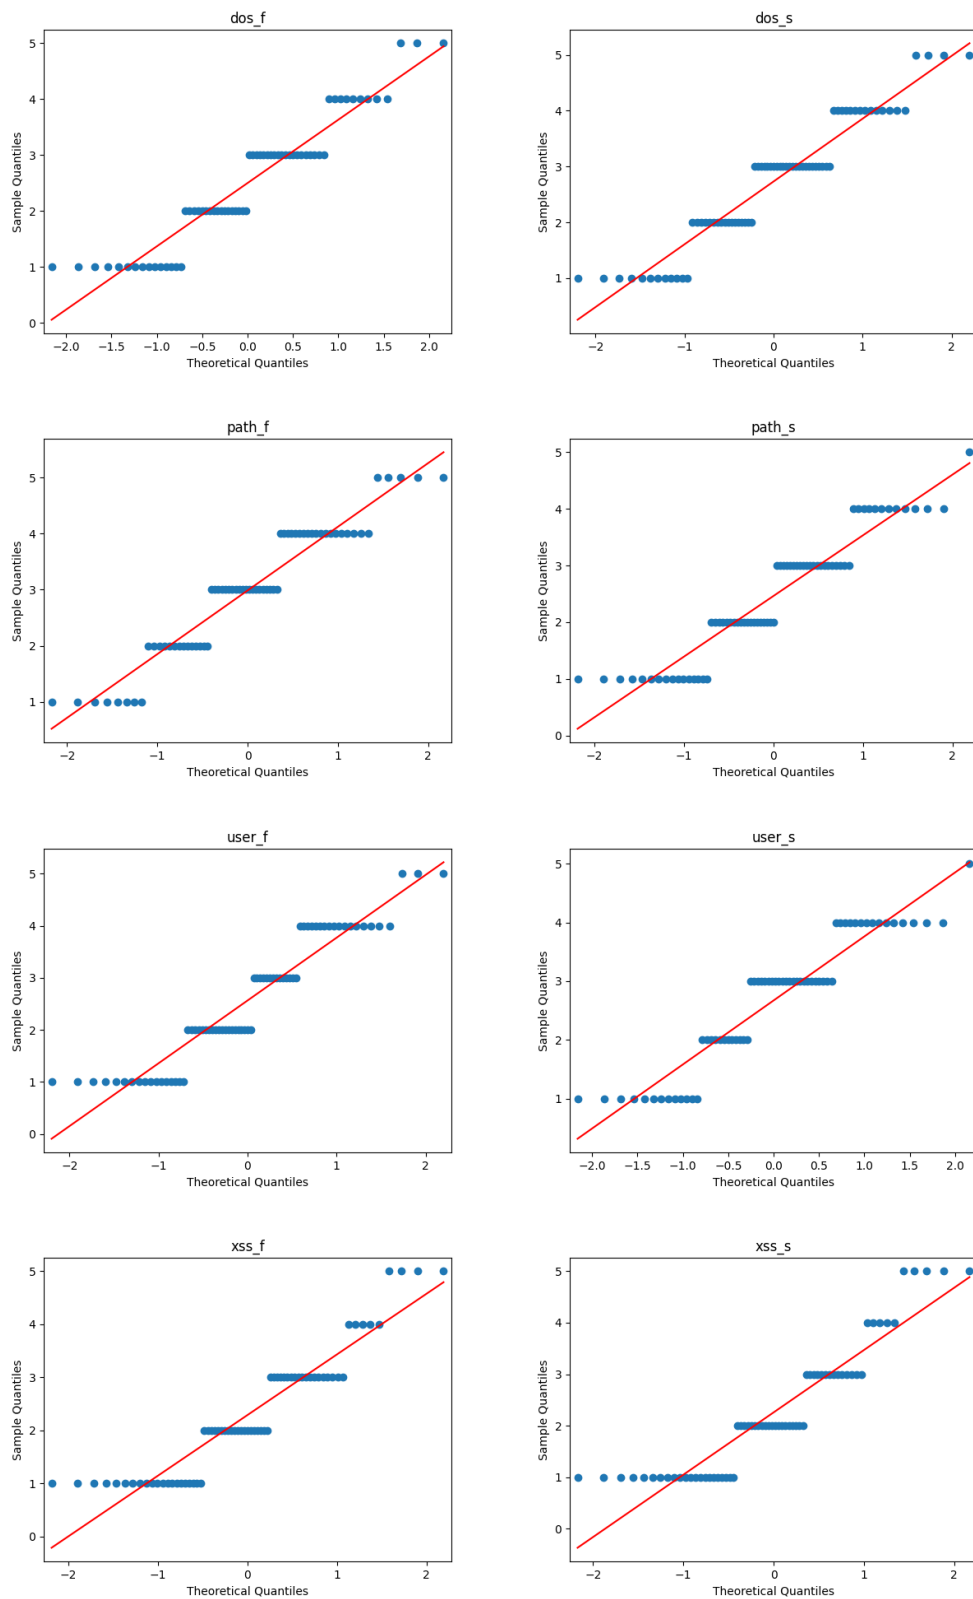 dos_f
5
4
3
2
1
0
Sample Quantiles
−2.0 −1.5 −1.0 −0.5 0.0 0.5 1.0 1.5 2.0
Theoretical Quantiles
dos_s
5
4
3
2
1
Sample Quantiles
−2 −1 0 1 2
Theoretical Quantiles
path_f
5
4
3
2
1
Sample Quantiles
−2 −1 0 1 2
Theoretical Quantiles
path_s
5
4
3
2
1
0
Sample Quantiles
−2 −1 0 1 2
Theoretical Quantiles
user_f
5
4
3
2
1
0
Sample Quantiles
−2 −1 0 1 2
Theoretical Quantiles
user_s
5
4
3
2
1
Sample Quantiles
−2.0 −1.5 −1.0 −0.5 0.0 0.5 1.0 1.5 2.0
Theoretical Quantiles
xss_f
5
4
3
2
1
0
Sample Quantiles
−2 −1 0 1 2
Theoretical Quantiles
xss_s
5
4
3
2
1
0
Sample Quantiles
−2 −1 0 1 2
Theoretical Quantiles